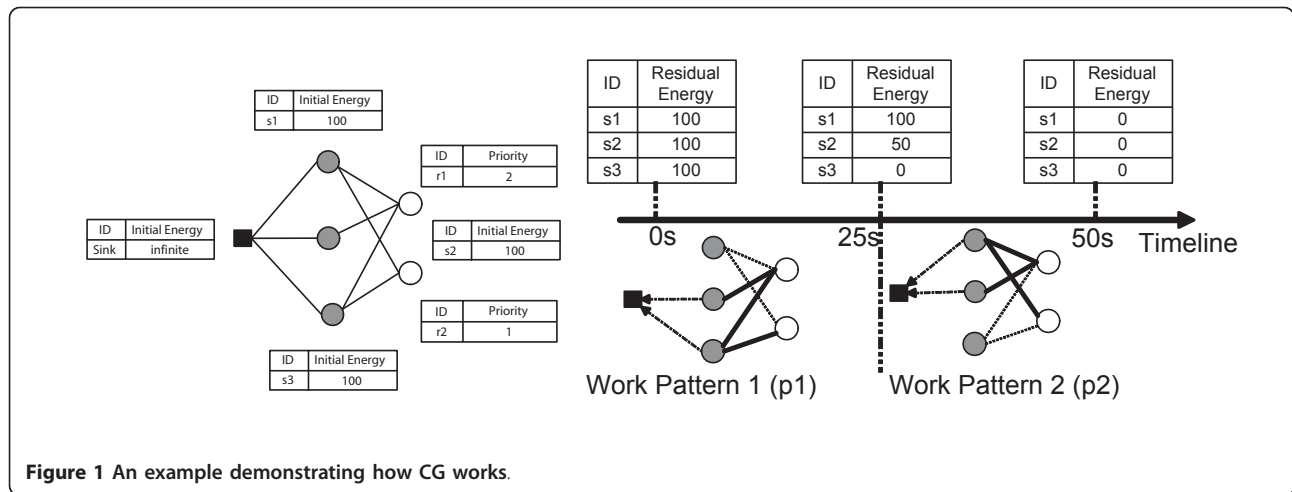 ID Initial Energy
s1 100
ID Priority
r1 2
ID Initial Energy
Sink infinite
ID Initial Energy
s2 100
ID Priority
r2 1
ID Initial Energy
s3 100
ID Residual Energy
s1 100
s2 100
s3 100
ID Residual Energy
s1 100
s2 50
s3 0
ID Residual Energy
s1 0
s2 0
s3 0
0s 25s 50s Timeline
Work Pattern 1 (p1) Work Pattern 2 (p2)
Figure 1 An example demonstrating how CG works.